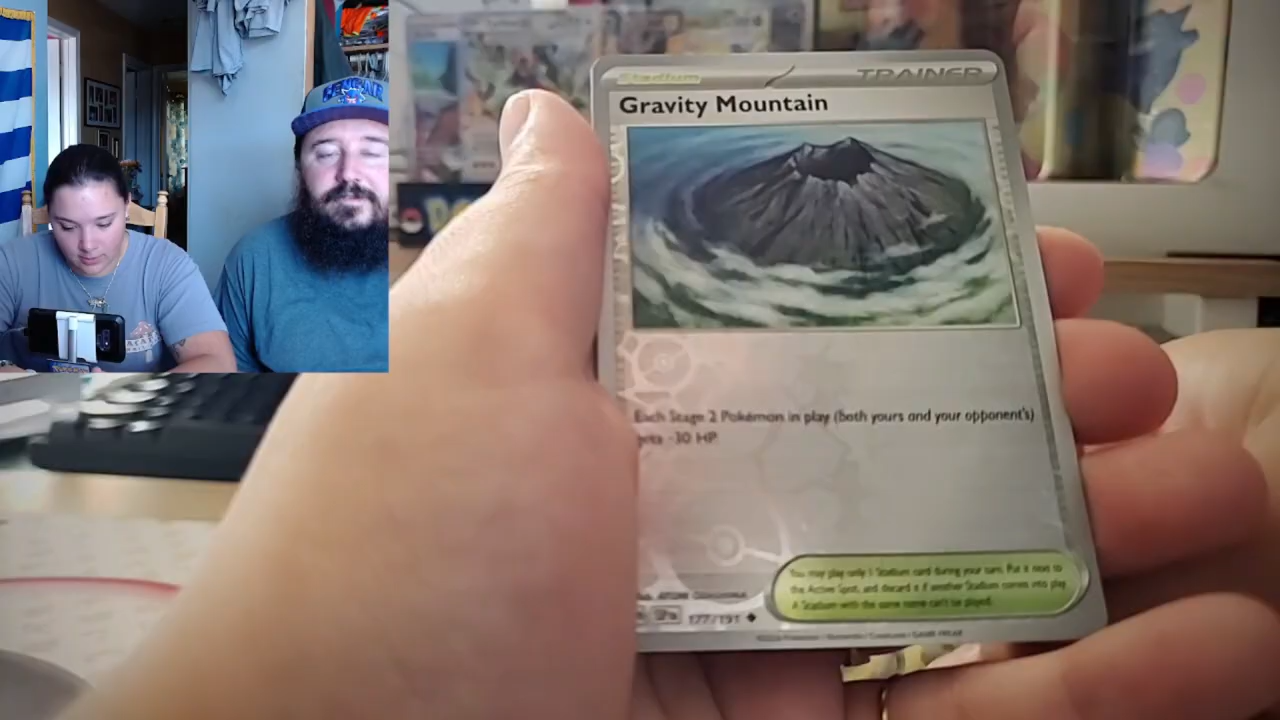 Stadium
TRAINER
Gravity Mountain
Each Stage 2 Pokémon in play (both yours and your opponent's)
gets -30 HP.
You may play only 1 Stadium card during your turn. Put it next to
the Active Spot, and discard it if another Stadium comes into play.
A Stadium with the same name can't be played.
177/191